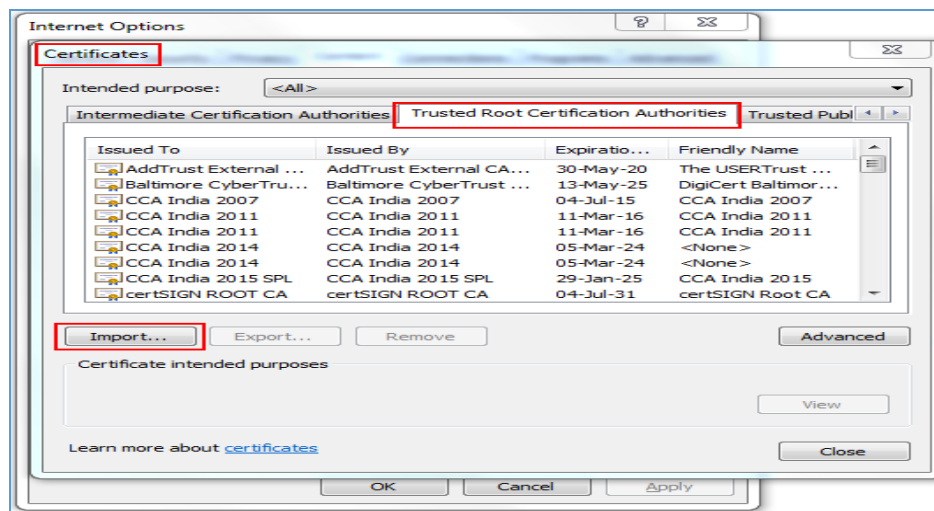 Internet Options
Certificates
Intended purpose: <All>
Intermediate Certification Authorities Trusted Root Certification Authorities Trusted Publ
Issued To Issued By Expiratio... Friendly Name
AddTrust External ... AddTrust External CA... 30-May-20 The USERTrust ...
Baltimore CyberTru... Baltimore CyberTrust ... 13-May-25 DigiCert Baltimor...
CCA India 2007 CCA India 2007 04-Jul-15 CCA India 2007
CCA India 2011 CCA India 2011 11-Mar-16 CCA India 2011
CCA India 2011 CCA India 2011 11-Mar-16 CCA India 2011
CCA India 2014 CCA India 2014 05-Mar-24 <None>
CCA India 2014 CCA India 2014 05-Mar-24 <None>
CCA India 2015 SPL CCA India 2015 SPL 29-Jan-25 CCA India 2015
certSIGN ROOT CA certSIGN ROOT CA 04-Jul-31 certSIGN Root CA
Import... Export... Remove Advanced
Certificate intended purposes
View
Learn more about certificates
Close
OK Cancel Apply